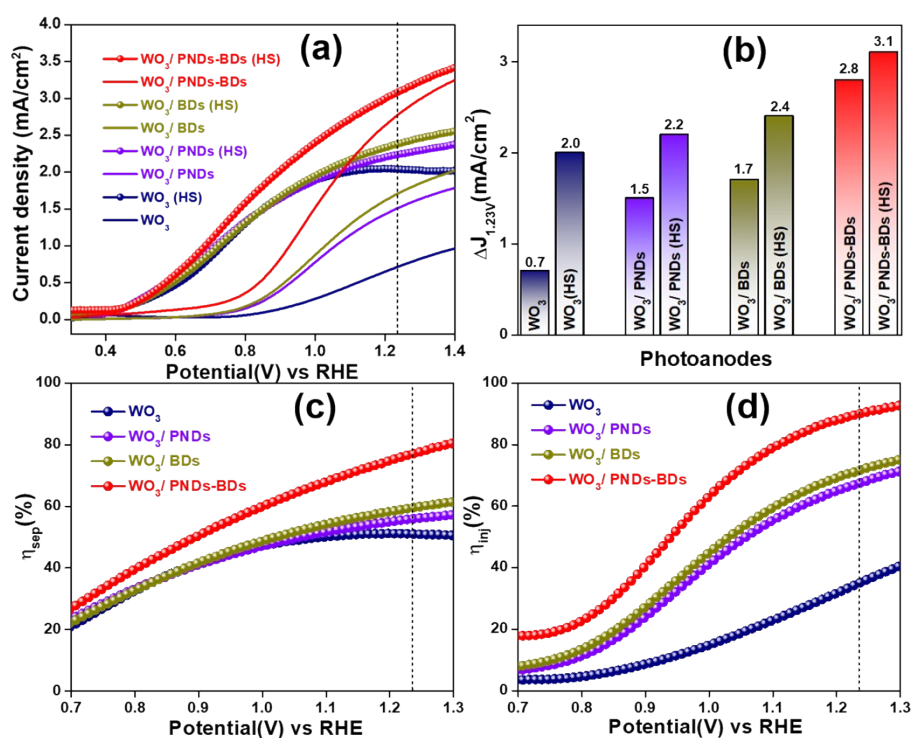 (a)
Current density (mA/cm²)
4.0
3.5
3.0
2.5
2.0
1.5
1.0
0.5
0.0
WO₃/ PNDs-BDs (HS)
WO₃/ PNDs-BDs
WO₃/ BDs (HS)
WO₃/ BDs
WO₃/ PNDs (HS)
WO₃/ PNDs
WO₃ (HS)
WO₃
0.4 0.6 0.8 1.0 1.2 1.4
Potential(V) vs RHE
(b)
ΔJ₁.₂₃V(mA/cm²)
3
2
1
0
0.7
2.0
1.5
2.2
1.7
2.4
2.8
3.1
WO₃
WO₃(HS)
WO₃/ PNDs
WO₃/ PNDs (HS)
WO₃/ BDs
WO₃/ BDs (HS)
WO₃/ PNDs-BDs
WO₃/ PNDs-BDs (HS)
Photoanodes
(c)
ηsep(%)
100
80
60
40
20
0
WO₃
WO₃/ PNDs
WO₃/ BDs
WO₃/ PNDs-BDs
0.7 0.8 0.9 1.0 1.1 1.2 1.3
Potential(V) vs RHE
(d)
ηinj(%)
100
80
60
40
20
0
WO₃
WO₃/ PNDs
WO₃/ BDs
WO₃/ PNDs-BDs
0.7 0.8 0.9 1.0 1.1 1.2 1.3
Potential(V) vs RHE